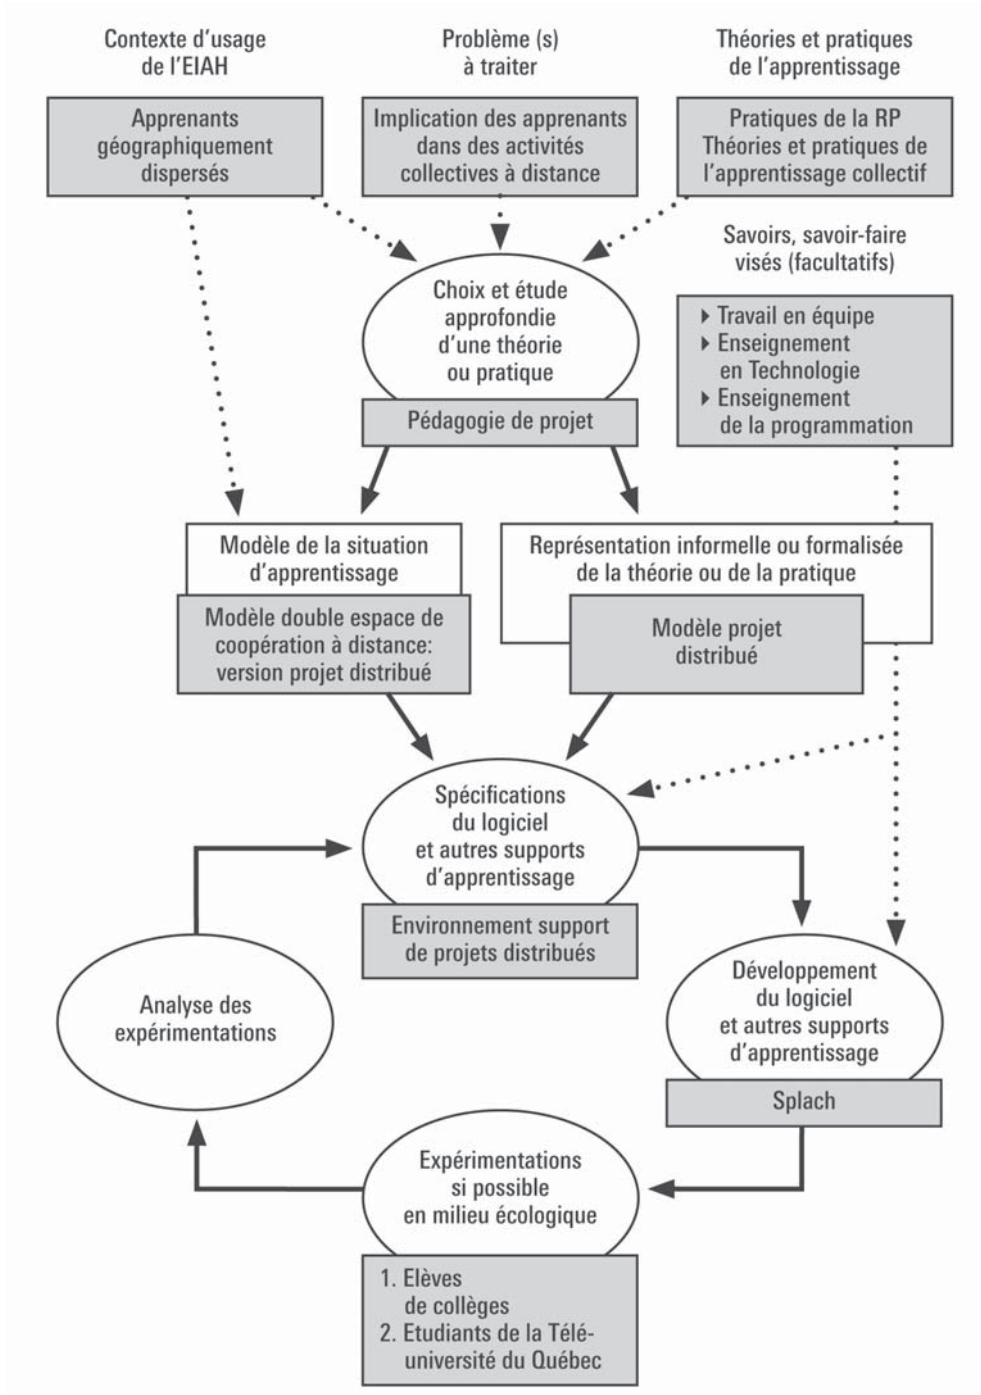 Contexte d'usage
de l'EIAH
Problème (s)
à traiter
Théories et pratiques
de l'apprentissage
Apprenants
géographiquement
dispersés
Implication des apprenants
dans des activités
collectives à distance
Pratiques de la RP
Théories et pratiques de
l'apprentissage collectif
Savoirs, savoir-faire
visés (facultatifs)
Choix et étude
approfondie
d'une théorie
ou pratique
Pédagogie de projet
Travail en équipe
Enseignement
en Technologie
Enseignement
de la programmation
Modèle de la situation
d'apprentissage
Modèle double espace de
coopération à distance:
version projet distribué
Représentation informelle ou formalisée
de la théorie ou de la pratique
Modèle projet
distribué
Spécifications
du logiciel
et autres supports
d'apprentissage
Environnement support
de projets distribués
Développement
du logiciel
et autres supports
d'apprentissage
Splach
Analyse des
expérimentations
Expérimentations
si possible
en milieu écologique
1. Elèves
de collèges
2. Etudiants de la Télé-
université du Québec